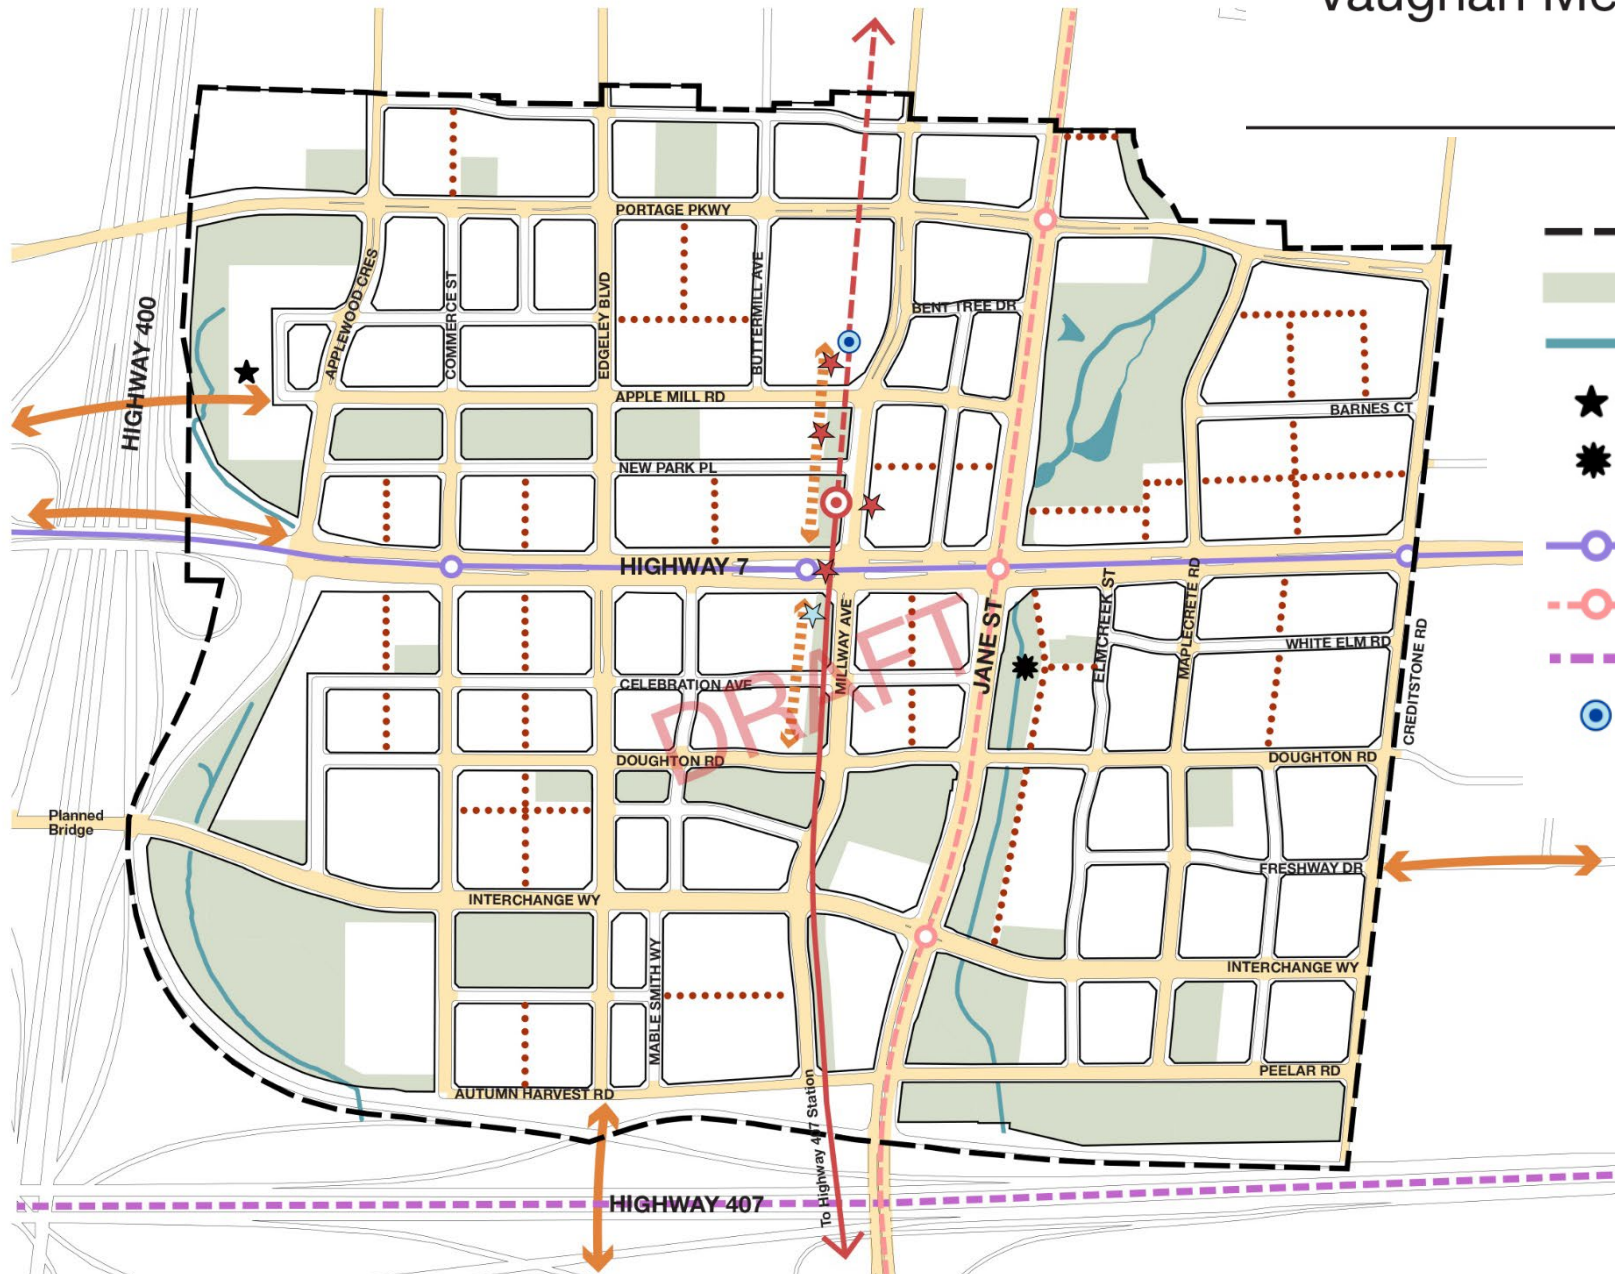 Vaughan Mc
PORTAGE PKWY
APPLEWOOD CRES
COMMERCE ST
EDGELEY BLVD
BUTTERMILL AVE
BENT TREE DR
HIGHWAY 400
APPLE MILL RD
BARNES CT
NEW PARK PL
HIGHWAY 7
MILLWAY AVE
JANE ST
ELMCREEK ST
MAPLECRETE RD
WHITE ELM RD
CREDITSTONE RD
CELEBRATION AVE
DRAFT
DOUGHTON RD
DOUGHTON RD
Planned
Bridge
FRESHWAY DR
INTERCHANGE WY
MABLE SMITH WY
INTERCHANGE WY
PEELAR RD
AUTUMN HARVEST RD
To Highway 407 Station
HIGHWAY 407